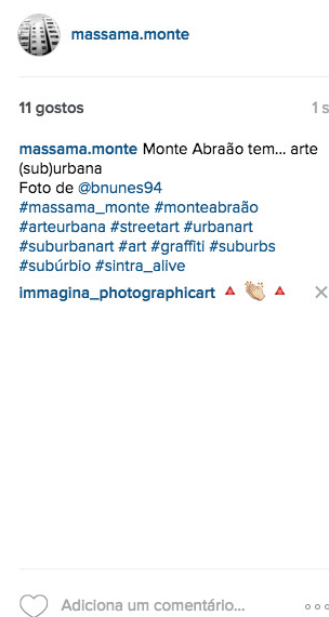 massama.monte
11 gostos 1 s
massama.monte Monte Abraão tem... arte
(sub)urbana
Foto de @bnunes94
#massama_monte #monteabraão
#arteurbana #streetart #urbanart
#suburbanart #art #graffiti #suburbs
#subúrbio #sintra_alive
immagina_photographicart 🔺 👏🏼 🔺
Adiciona um comentário...